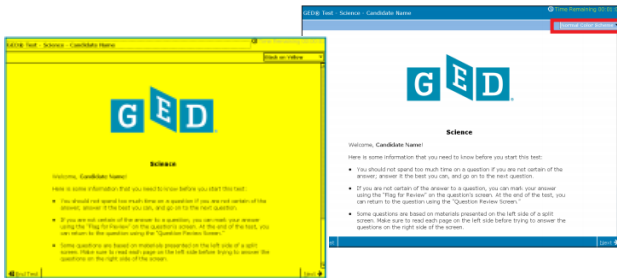 GED® Test - Science - Candidate Name
Black on Yellow
GED
Science
Welcome, Candidate Name!
Here is some information that you need to know before you start this test:
• You should not spend too much time on a question if you are not certain of the
answer; answer it the best you can, and go on to the next question.
• If you are not certain of the answer to a question, you can mark your answer
using the "Flag for Review" on the question's screen. At the end of the test, you
can return to the question using the "Question Review Screen."
• Some questions are based on materials presented on the left side of a split
screen. Make sure to read each page on the left side before trying to answer the
questions on the right side of the screen.
End Test
Next
GED® Test - Science - Candidate Name
Time Remaining
Normal Color Scheme
GED
Science
Welcome, Candidate Name!
Here is some information that you need to know before you start this test:
• You should not spend too much time on a question if you are not certain of the
answer; answer it the best you can, and go on to the next question.
• If you are not certain of the answer to a question, you can mark your answer
using the "Flag for Review" on the question's screen. At the end of the test, you
can return to the question using the "Question Review Screen."
• Some questions are based on materials presented on the left side of a split
screen. Make sure to read each page on the left side before trying to answer the
questions on the right side of the screen.
Next